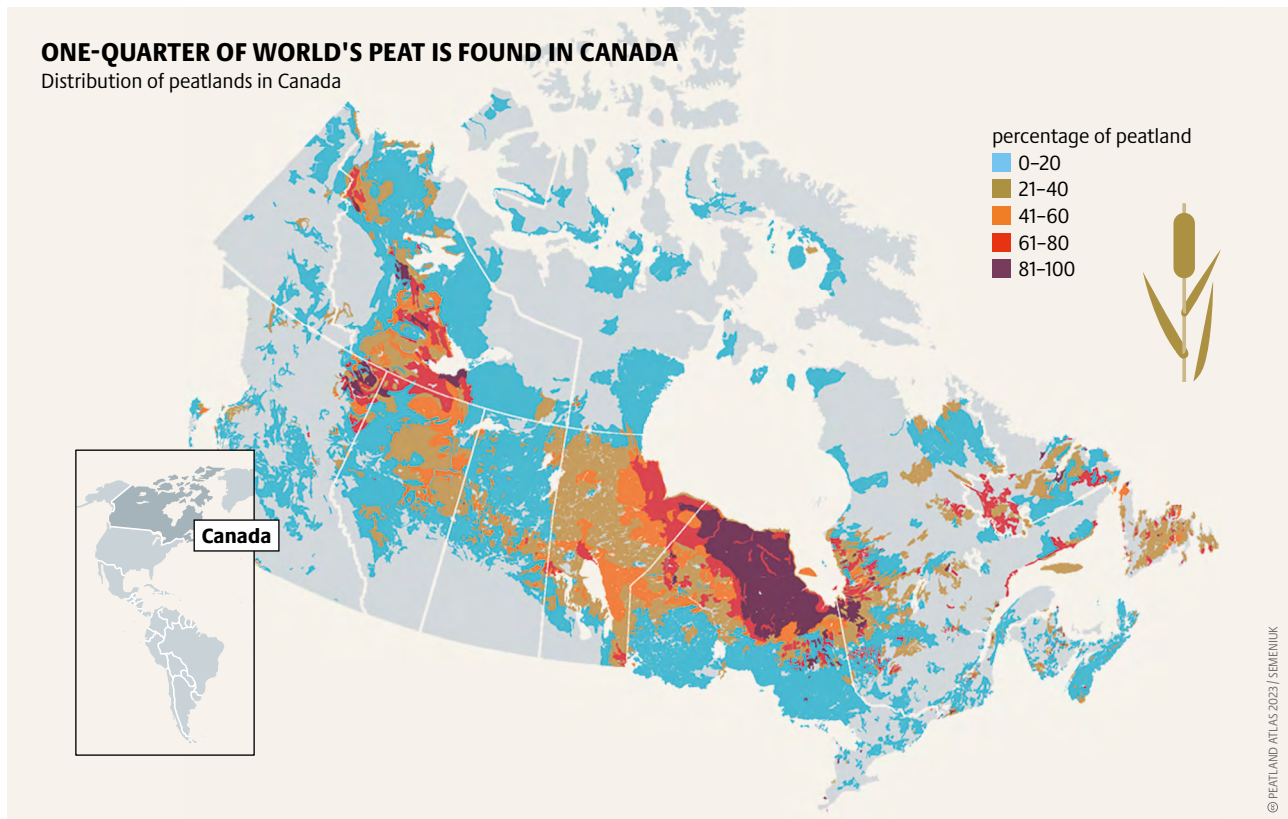 ONE-QUARTER OF WORLD'S PEAT IS FOUND IN CANADA
Distribution of peatlands in Canada
percentage of peatland
0–20
21–40
41–60
61–80
81–100
Canada
© PEATLAND ATLAS 2023 / SEMENIUK